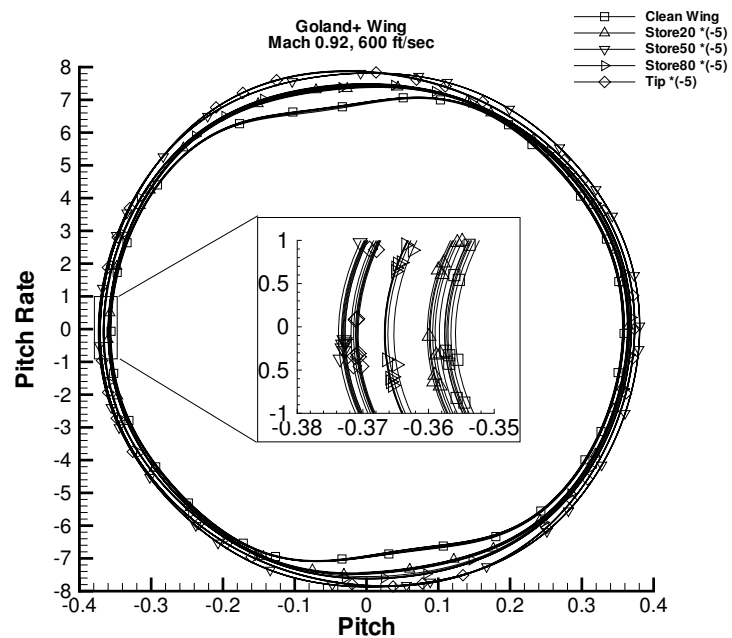 Goland+ Wing
Mach 0.92, 600 ft/sec
Clean Wing
Store20 *(-5)
Store50 *(-5)
Store80 *(-5)
Tip *(-5)
Pitch Rate
8
7
6
5
4
3
2
1
0
-1
-2
-3
-4
-5
-6
-7
-8
1
0.5
0
0.5
-1
-0.38 -0.37 -0.36 -0.35
-0.4 -0.3 -0.2 -0.1 0 0.1 0.2 0.3 0.4
Pitch